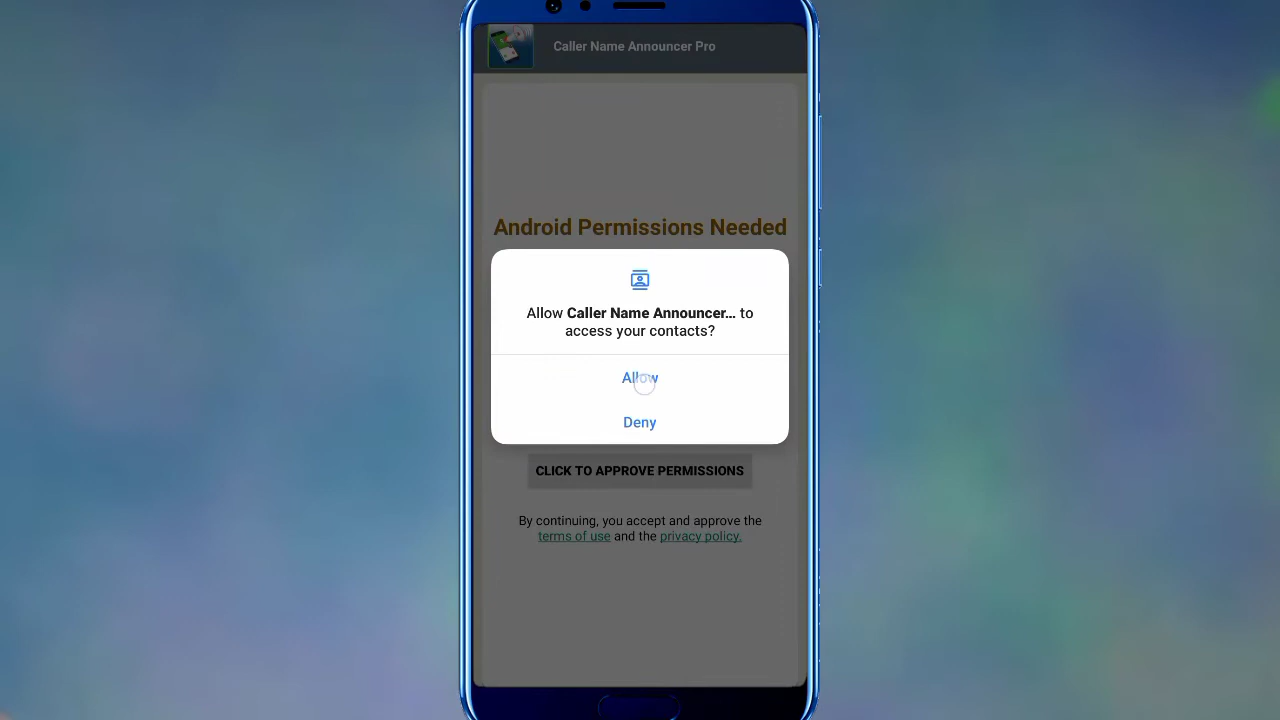 Caller Name Announcer Pro
Android Permissions Needed
Allow Caller Name Announcer... to
access your contacts?
Allow
Deny
CLICK TO APPROVE PERMISSIONS
By continuing, you accept and approve the
terms of use and the privacy policy.